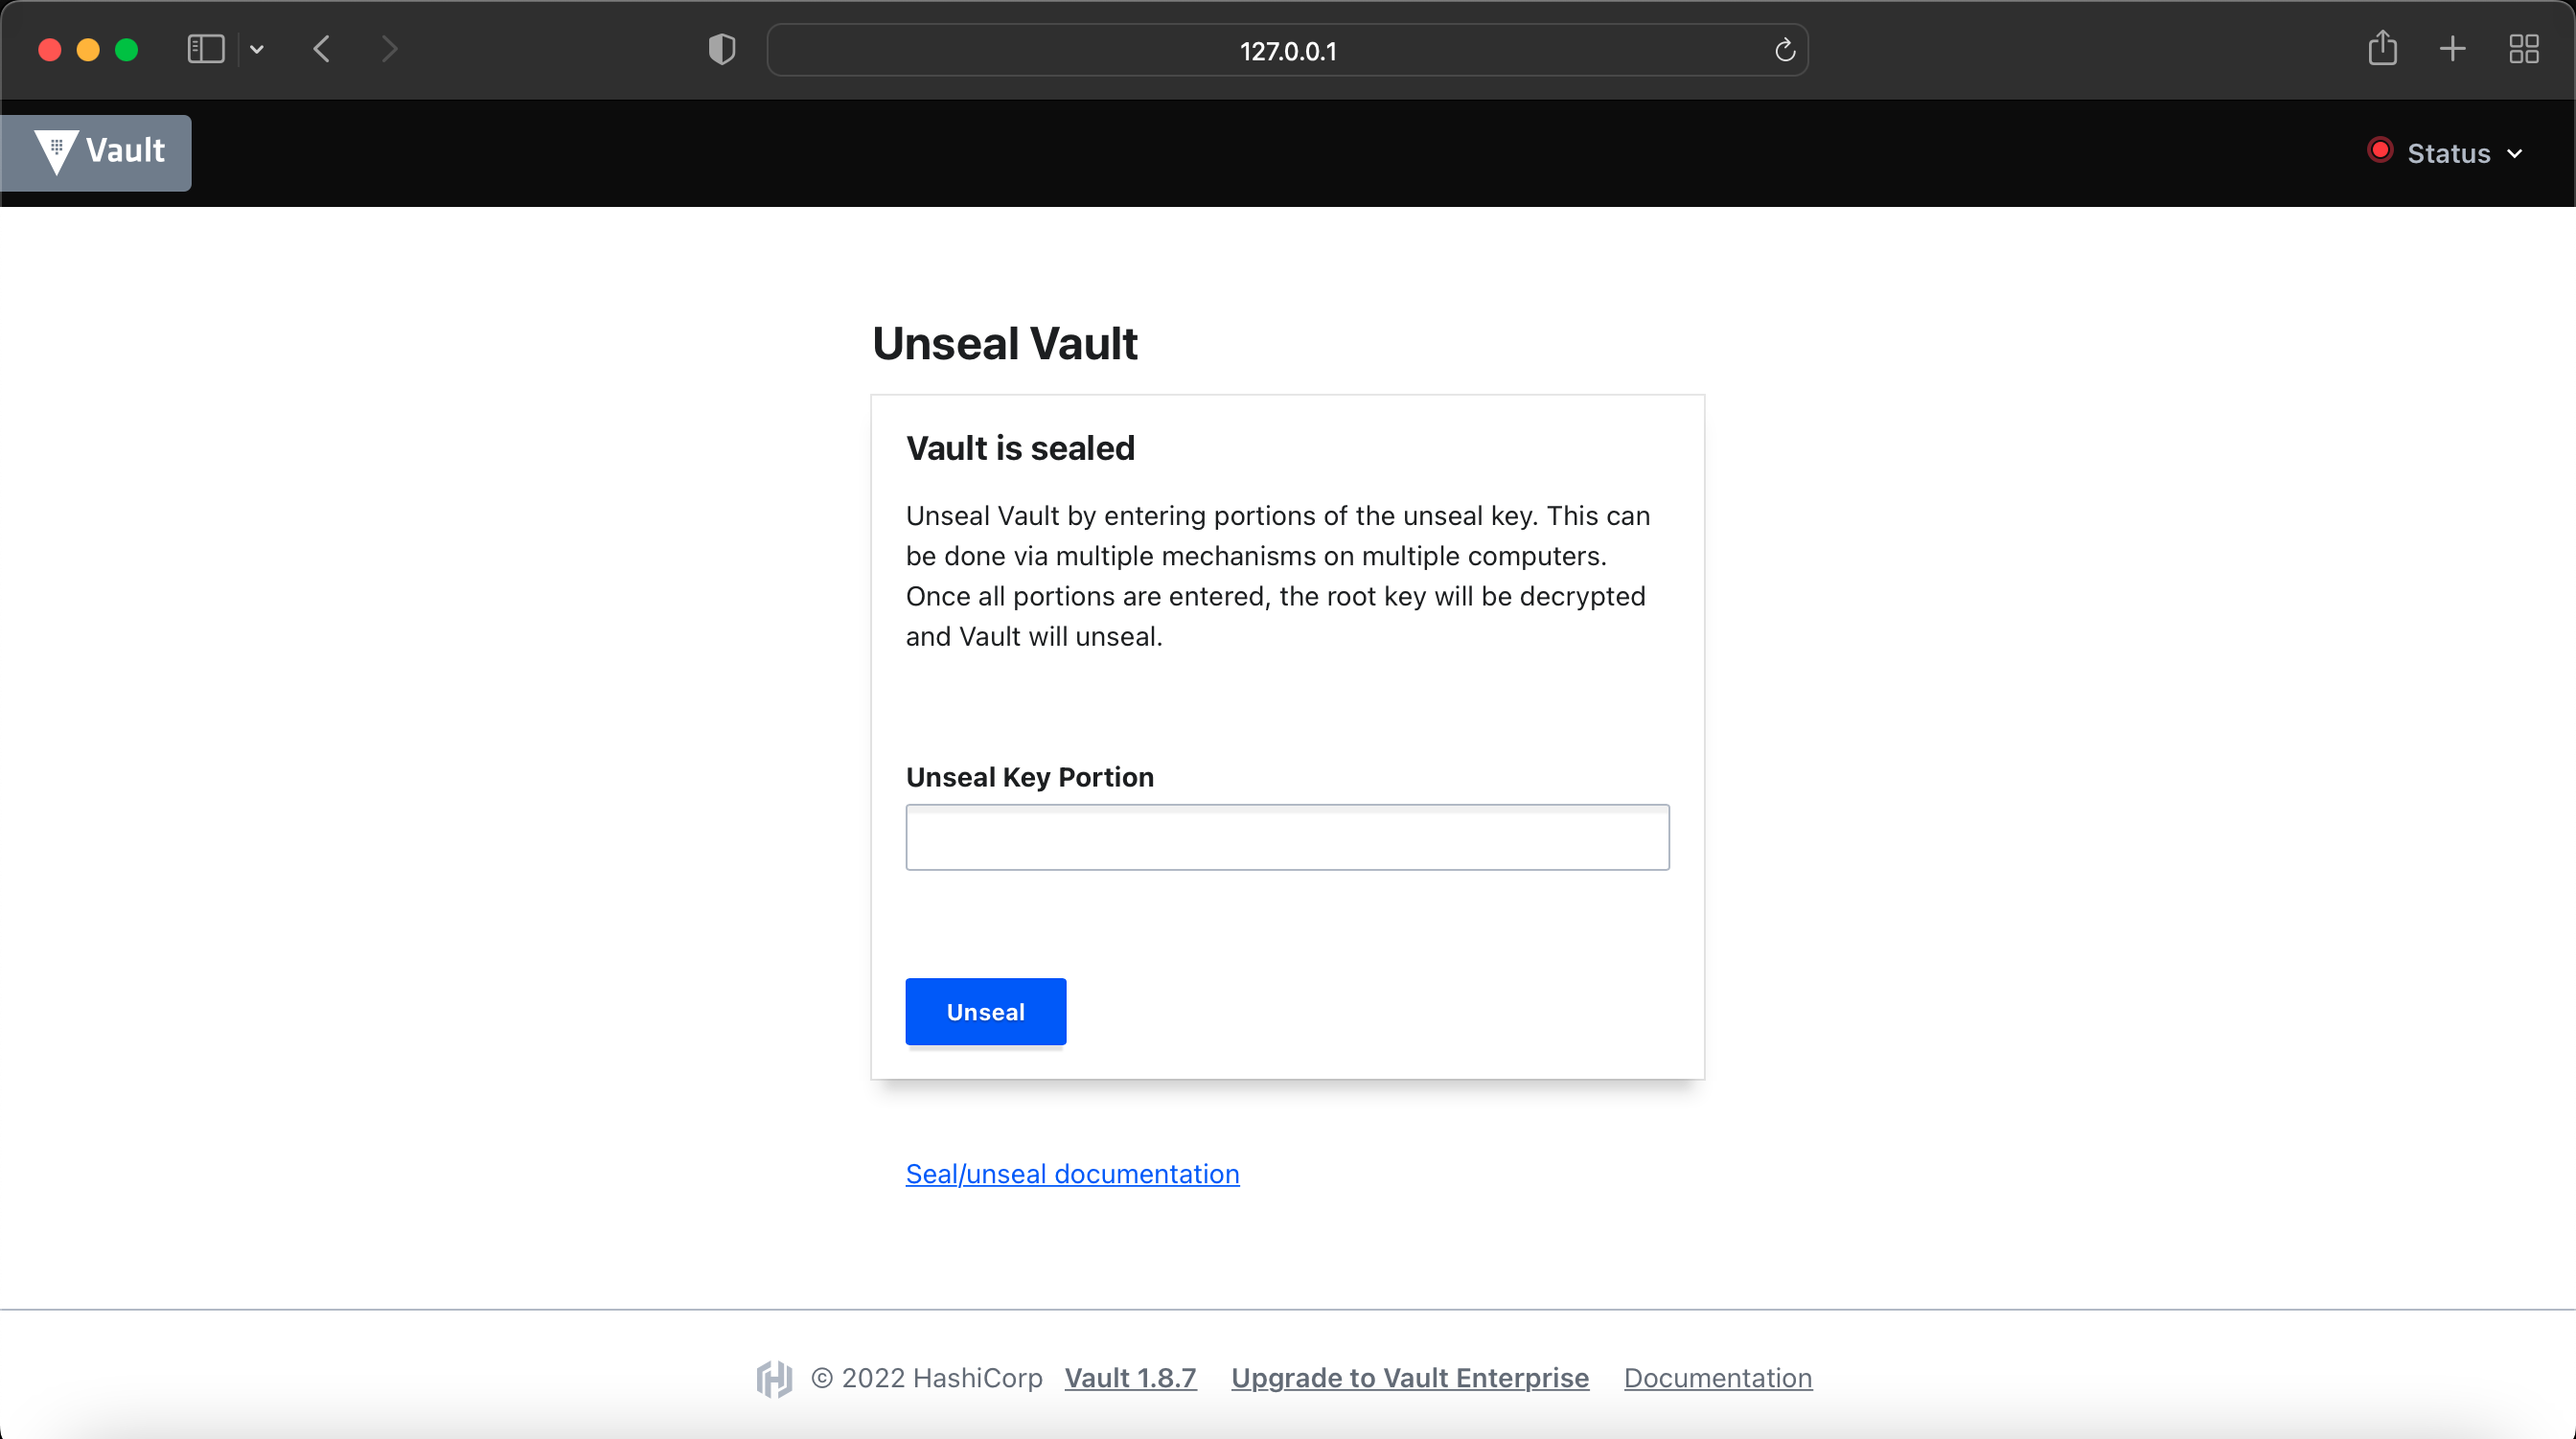 127.0.0.1
Vault
Status
Unseal Vault
Vault is sealed
Unseal Vault by entering portions of the unseal key. This can
be done via multiple mechanisms on multiple computers.
Once all portions are entered, the root key will be decrypted
and Vault will unseal.
Unseal Key Portion
Unseal
Seal/unseal documentation
© 2022 HashiCorp Vault 1.8.7 Upgrade to Vault Enterprise Documentation